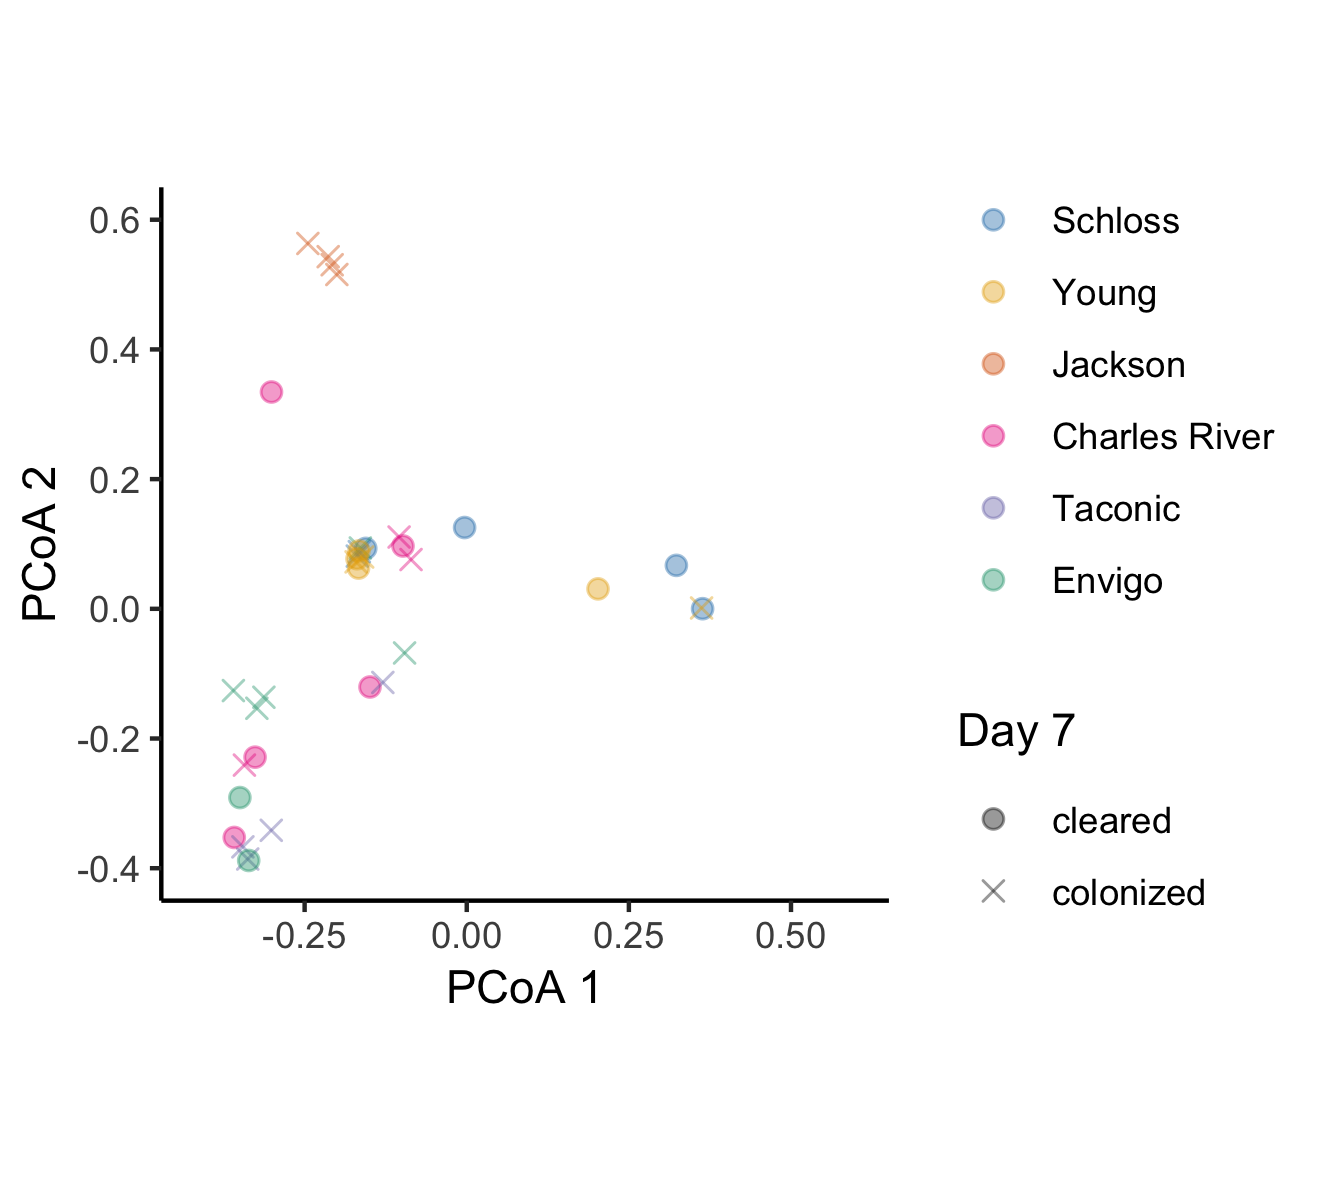 0.6
0.4
0.2
0.0
-0.2
-0.4
PCoA 2
-0.25 0.00 0.25 0.50
PCoA 1
Schloss
Young
Jackson
Charles River
Taconic
Envigo
Day 7
cleared
colonized